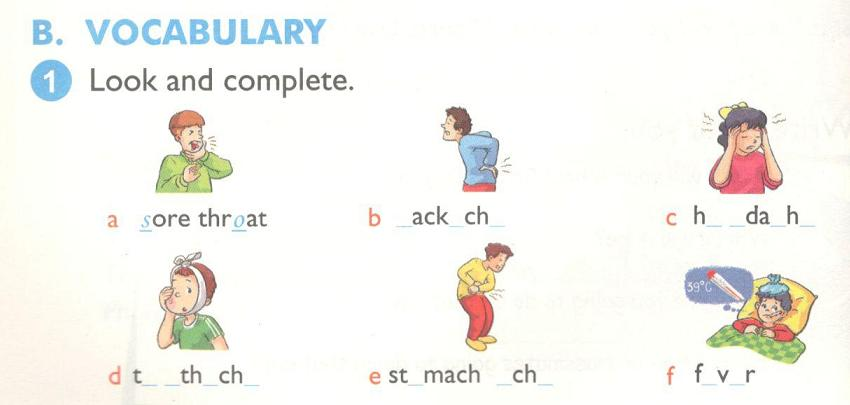 B. VOCABULARY
1 Look and complete.
a sore throat b _ack_ch_ c h_ _da_h_
39°C
d t_ _th_ch_ e st_mach _ch_ f f_v_r